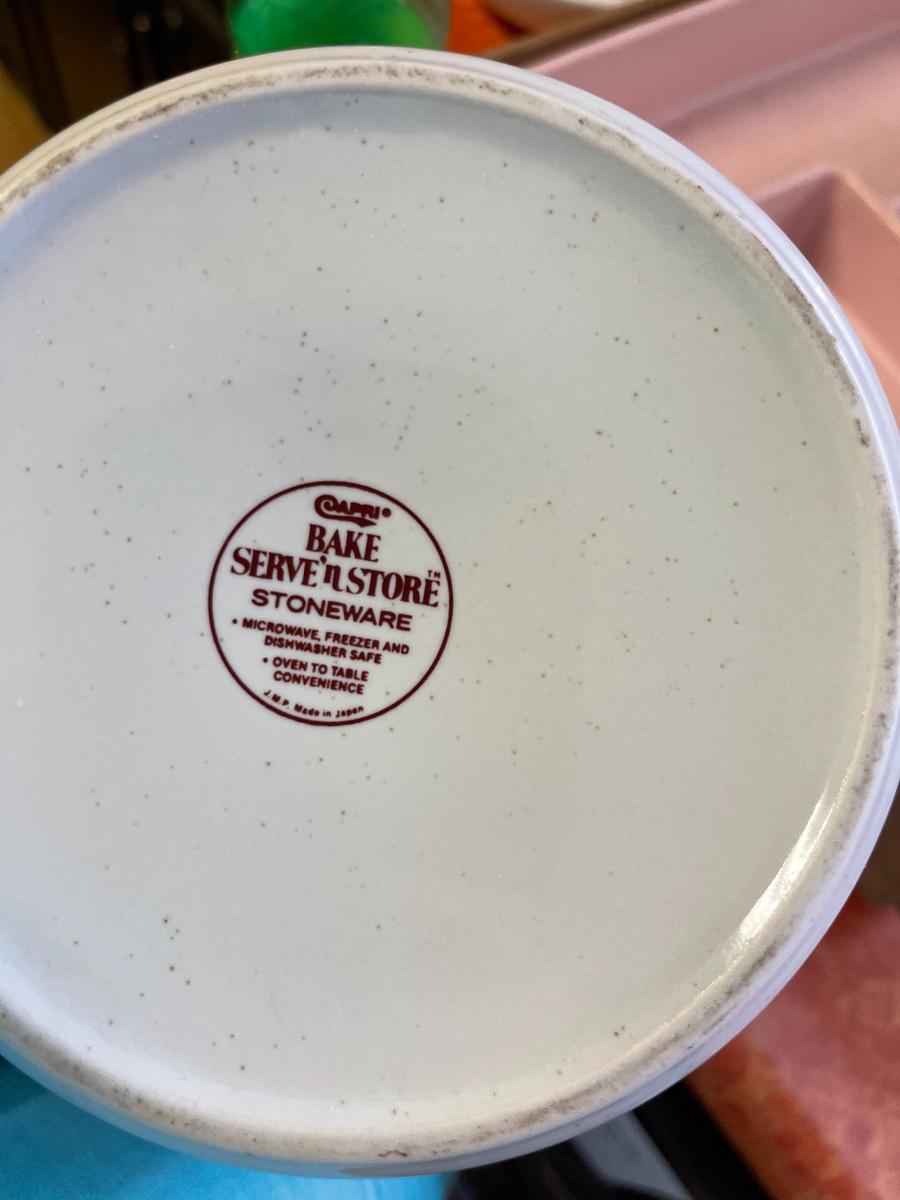 CAPRI®
BAKE
SERVE 'n STORE™
STONEWARE
• MICROWAVE, FREEZER AND
DISHWASHER SAFE
• OVEN TO TABLE
CONVENIENCE
J.M.P. Made in Japan